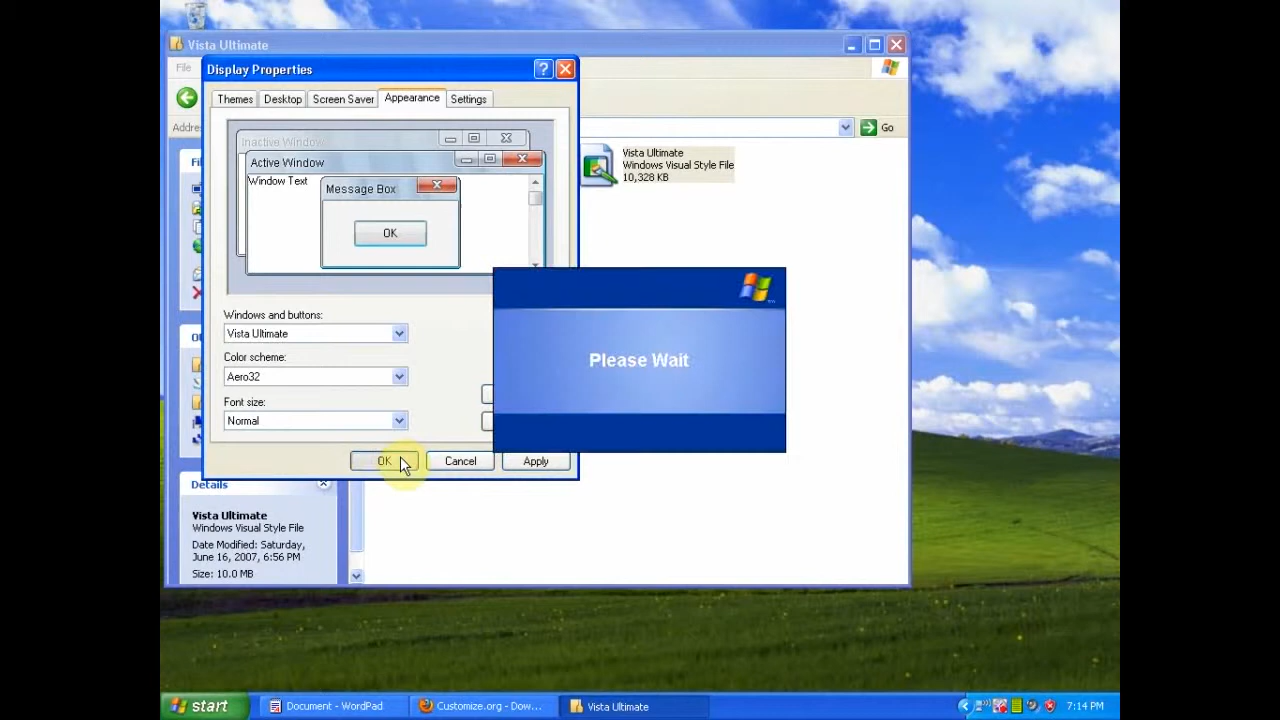 Vista Ultimate
File
Display Properties
Themes
Desktop
Screen Saver
Appearance
Settings
Go
Inactive Window
Active Window
Window Text
Message Box
OK
Vista Ultimate
Windows Visual Style File
10,328 KB
Windows and buttons:
Vista Ultimate
Color scheme:
Aero32
Font size:
Normal
Please Wait
OK
Cancel
Apply
Details
Vista Ultimate
Windows Visual Style File
Date Modified: Saturday,
June 16, 2007, 6:56 PM
Size: 10.0 MB
start
Document - WordPad
Customize.org - Dow...
Vista Ultimate
7:14 PM